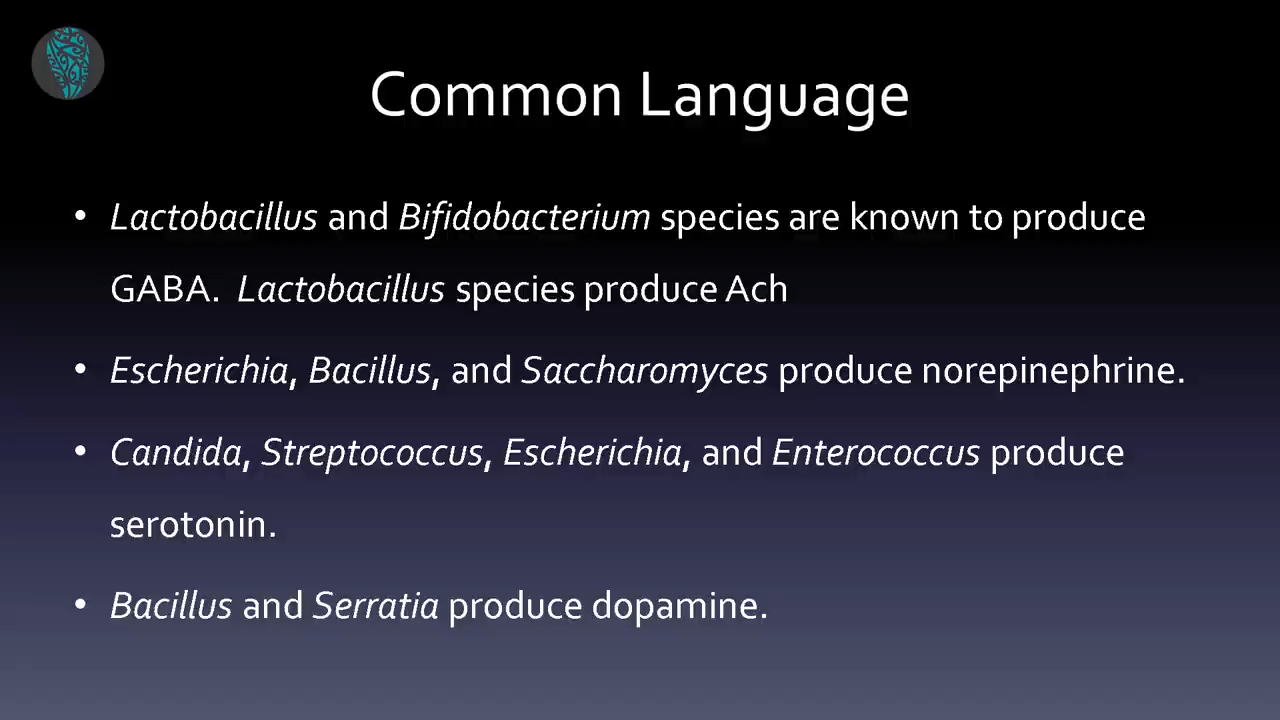 Common Language
• Lactobacillus and Bifidobacterium species are known to produce
GABA. Lactobacillus species produce Ach
• Escherichia, Bacillus, and Saccharomyces produce norepinephrine.
• Candida, Streptococcus, Escherichia, and Enterococcus produce
serotonin.
• Bacillus and Serratia produce dopamine.